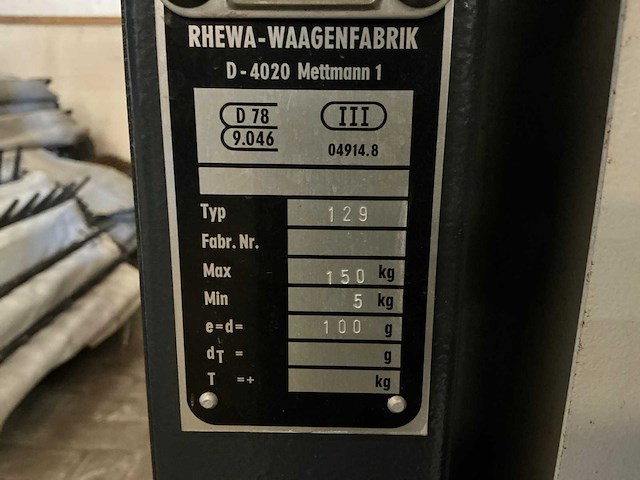 RHEWA-WAAGENFABRIK
D-4020 Mettmann 1
D 78 III
9.046 04914.8
Typ 129
Fabr. Nr.
Max 150 kg
Min 5 kg
e=d= 100 g
dT = g
T =+ kg